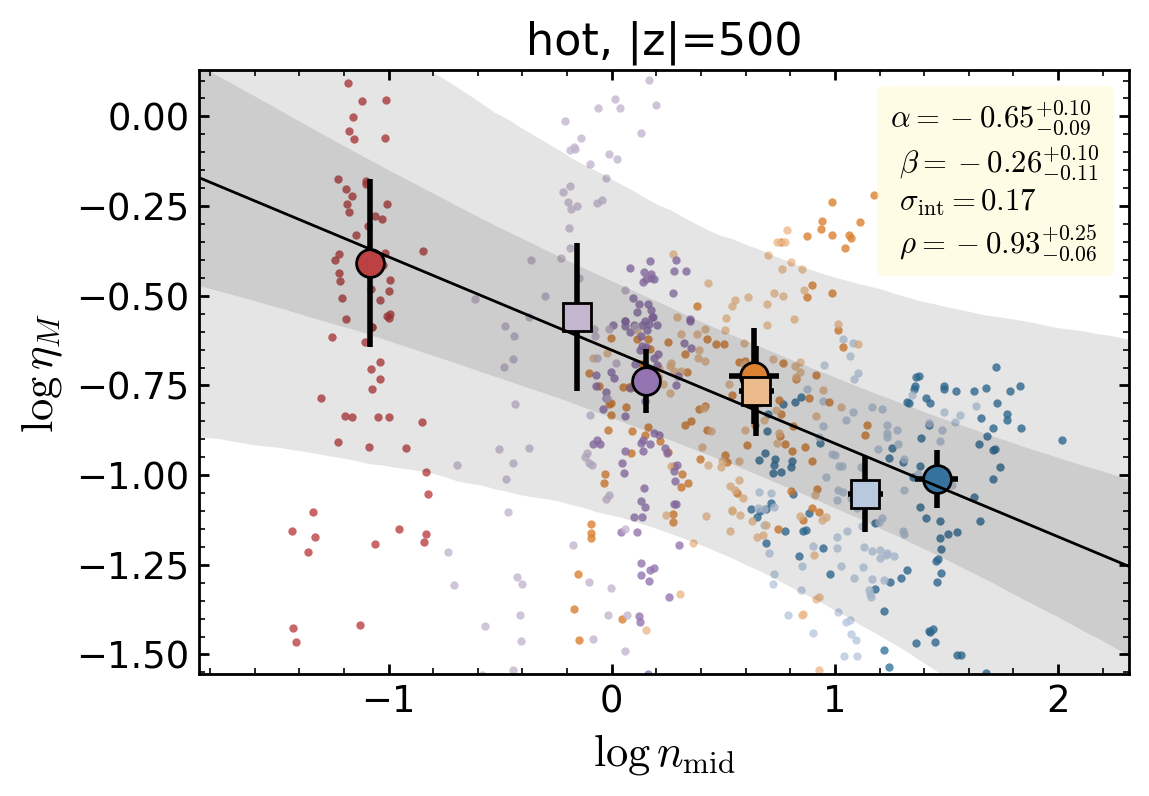 hot, |z|=500
0.00
−0.25
−0.50
−0.75
−1.00
−1.25
−1.50
log η_M
α = −0.65^{+0.10}_{−0.09}
β = −0.26^{+0.10}_{−0.11}
σ_int = 0.17
ρ = −0.93^{+0.25}_{−0.06}
−1 0 1 2
log n_mid